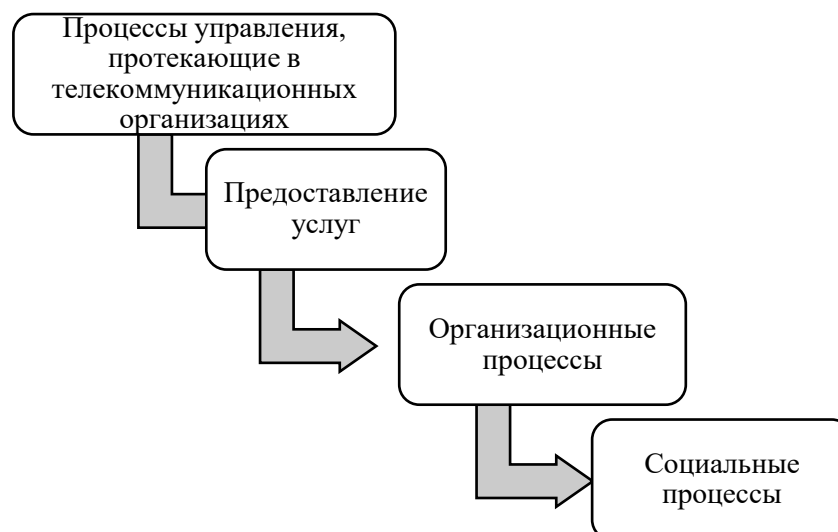 Процессы управления,
протекающие в
телекоммуникационных
организациях
Предоставление
услуг
Организационные
процессы
Социальные
процессы